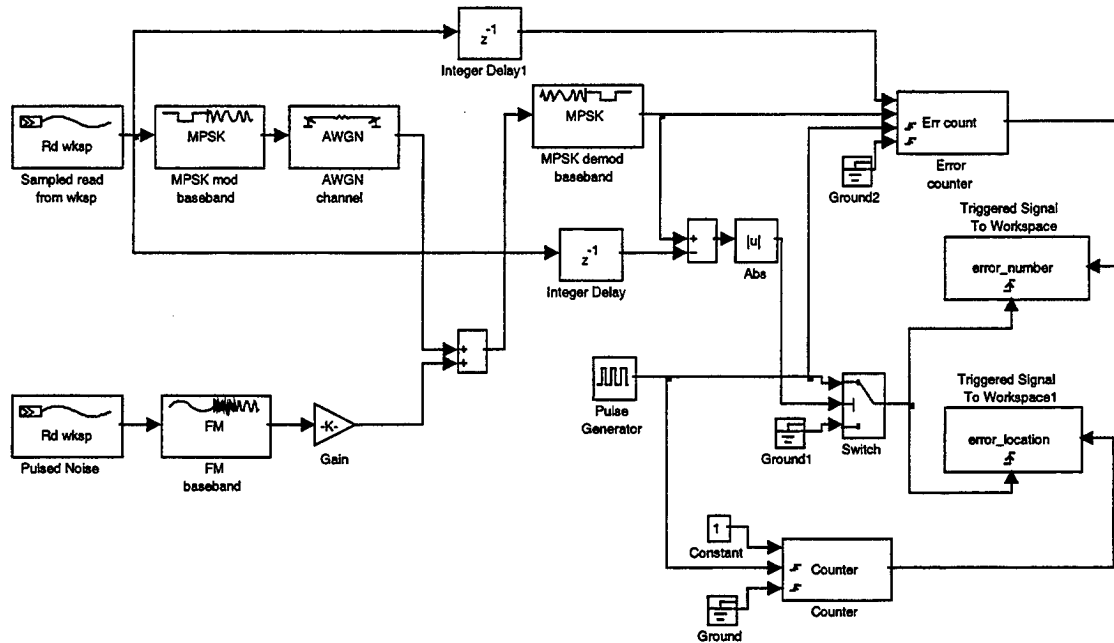 z-1
Integer Delay1
Rd wksp
Sampled read
from wksp
MPSK
MPSK mod
baseband
AWGN
AWGN
channel
MPSK
MPSK demod
baseband
Err count
Error
counter
Ground2
z-1
Integer Delay
+
−
|u|
Abs
Triggered Signal
To Workspace
error_number
+
+
Rd wksp
Pulsed Noise
FM
FM
baseband
-K-
Gain
Pulse
Generator
Ground1
Switch
Triggered Signal
To Workspace1
error_location
1
Constant
Counter
Counter
Ground